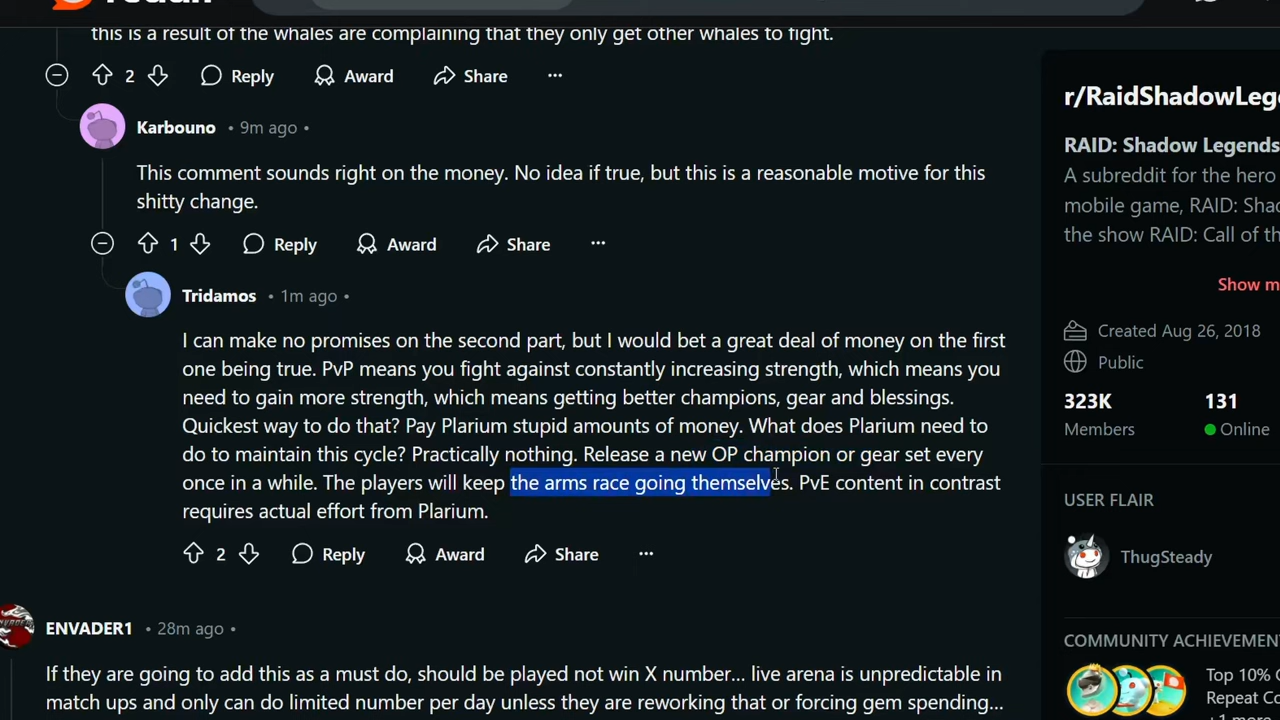 this is a result of the whales are complaining that they only get other whales to fight.
2 Reply Award Share ...
Karbouno • 9m ago •
This comment sounds right on the money. No idea if true, but this is a reasonable motive for this
shitty change.
1 Reply Award Share ...
Tridamos • 1m ago •
I can make no promises on the second part, but I would bet a great deal of money on the first
one being true. PvP means you fight against constantly increasing strength, which means you
need to gain more strength, which means getting better champions, gear and blessings.
Quickest way to do that? Pay Plarium stupid amounts of money. What does Plarium need to
do to maintain this cycle? Practically nothing. Release a new OP champion or gear set every
once in a while. The players will keep the arms race going themselves. PvE content in contrast
requires actual effort from Plarium.
2 Reply Award Share ...
ENVADER1 • 28m ago •
If they are going to add this as a must do, should be played not win X number... live arena is unpredictable in
match ups and only can do limited number per day unless they are reworking that or forcing gem spending...
r/RaidShadowLeg
RAID: Shadow Legends
A subreddit for the hero
mobile game, RAID: Sha
the show RAID: Call of th
Show m
Created Aug 26, 2018
Public
323K 131
Members Online
USER FLAIR
ThugSteady
COMMUNITY ACHIEVEMEN
Top 10% C
Repeat Co